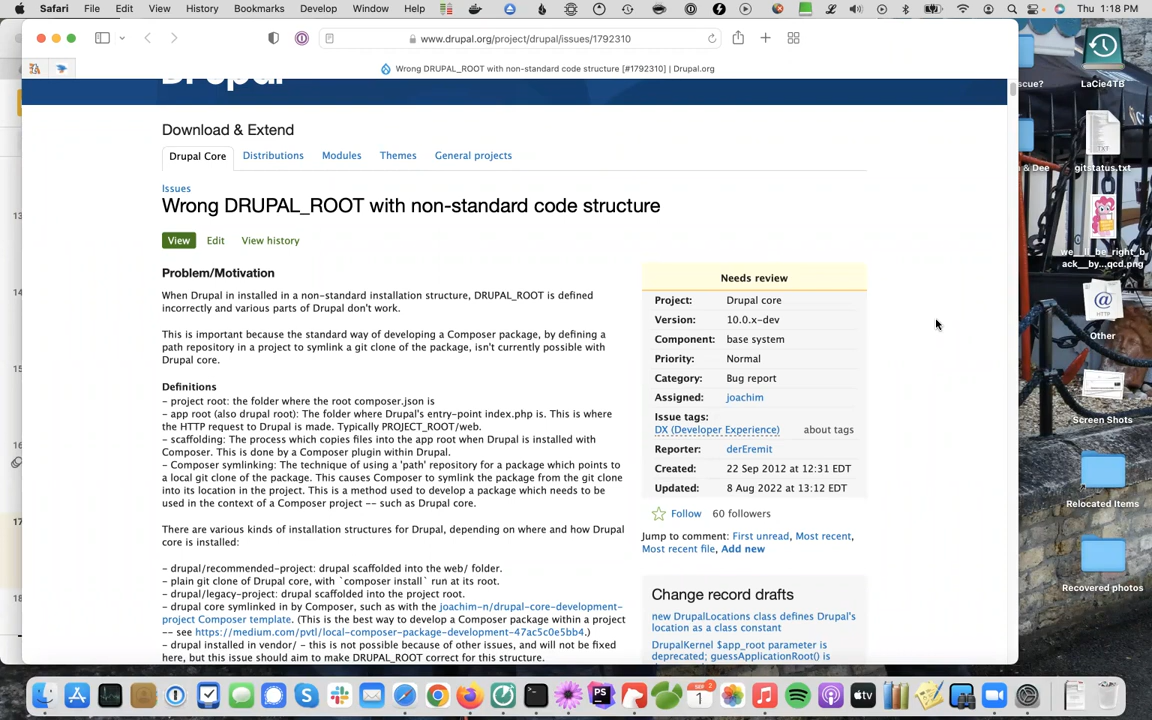 Safari File Edit View History Bookmarks Develop Window Help Thu 1:18 PM
www.drupal.org/project/drupal/issues/1792310
Wrong DRUPAL_ROOT with non-standard code structure [#1792310] | Drupal.org
Drupal
Download & Extend
Drupal Core Distributions Modules Themes General projects
Issues
Wrong DRUPAL_ROOT with non-standard code structure
View Edit View history
Problem/Motivation
When Drupal in installed in a non-standard installation structure, DRUPAL_ROOT is defined
incorrectly and various parts of Drupal don't work.
This is important because the standard way of developing a Composer package, by defining a
path repository in a project to symlink a git clone of the package, isn't currently possible with
Drupal core.
Definitions
- project root: the folder where the root composer.json is
- app root (also drupal root): The folder where Drupal's entry-point index.php is. This is where
the HTTP request to Drupal is made. Typically PROJECT_ROOT/web.
- scaffolding: The process which copies files into the app root when Drupal is installed with
Composer. This is done by a Composer plugin within Drupal.
- Composer symlinking: The technique of using a 'path' repository for a package which points to
a local git clone of the package. This causes Composer to symlink the package from the git clone
into its location in the project. This is a method used to develop a package which needs to be
used in the context of a Composer project -- such as Drupal core.
There are various kinds of installation structures for Drupal, depending on where and how Drupal
core is installed:
- drupal/recommended-project: drupal scaffolded into the web/ folder.
- plain git clone of Drupal core, with `composer install` run at its root.
- drupal/legacy-project: drupal scaffolded into the project root.
- drupal core symlinked in by Composer, such as with the joachim-n/drupal-core-development-
project Composer template. (This is the best way to develop a Composer package within a project
-- see https://medium.com/pvtl/local-composer-package-development-47ac5c0e5bb4.)
- drupal installed in vendor/ - this is not possible because of other issues, and will not be fixed
here, but this issue should aim to make DRUPAL_ROOT correct for this structure.
Needs review
Project: Drupal core
Version: 10.0.x-dev
Component: base system
Priority: Normal
Category: Bug report
Assigned: joachim
Issue tags:
DX (Developer Experience) about tags
Reporter: derEremit
Created: 22 Sep 2012 at 12:31 EDT
Updated: 8 Aug 2022 at 13:12 EDT
Follow 60 followers
Jump to comment: First unread, Most recent,
Most recent file, Add new
Change record drafts
new DrupalLocations class defines Drupal's
location as a class constant
DrupalKernel $app_root parameter is
deprecated; guessApplicationRoot() is
13
14
15
16
17
18
scue?
LaCie4TB
n & Dee
TXT
gitstatus.txt
we__ll_be_right_b
ack__by...qcd.png
HTTP
Other
Screen Shots
Relocated Items
Recovered photos
PS
SEP
1
tv